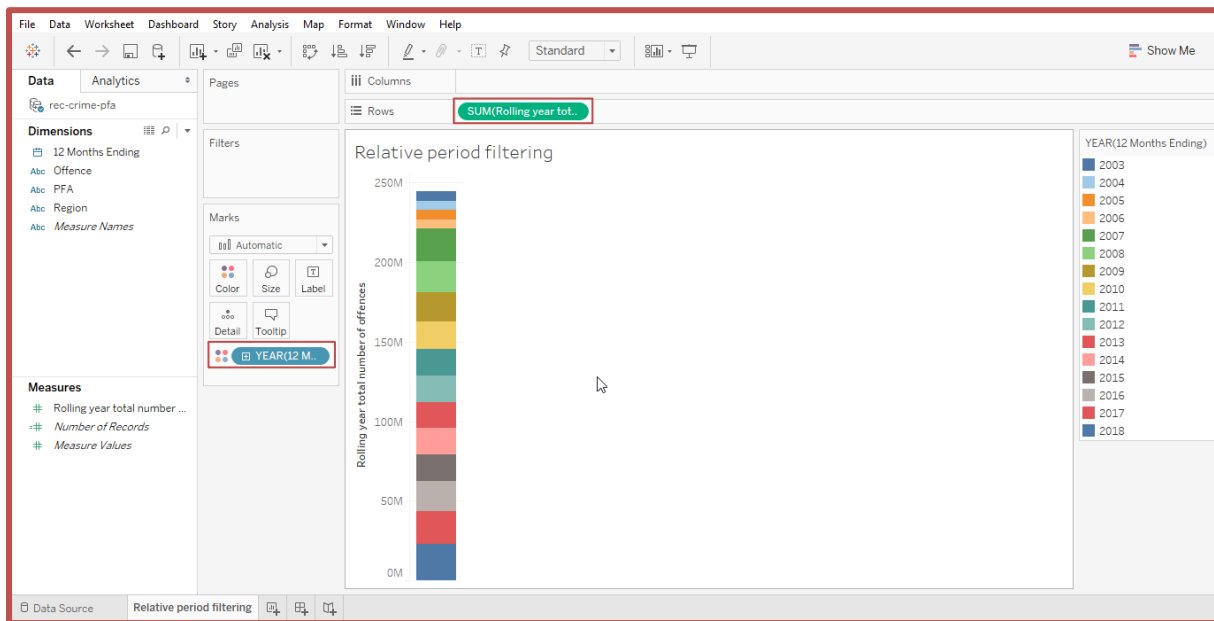 File Data Worksheet Dashboard Story Analysis Map Format Window Help
Standard
Show Me
Data Analytics
rec-crime-pfa
Dimensions
12 Months Ending
Abc Offence
Abc PFA
Abc Region
Abc Measure Names
Measures
# Rolling year total number ...
=# Number of Records
# Measure Values
Pages
Filters
Marks
Automatic
Color Size Label
Detail Tooltip
YEAR(12 M..
iii Columns
Rows SUM(Rolling year tot..
Relative period filtering
Rolling year total number of offences
250M
200M
150M
100M
50M
0M
YEAR(12 Months Ending)
2003
2004
2005
2006
2007
2008
2009
2010
2011
2012
2013
2014
2015
2016
2017
2018
Data Source Relative period filtering